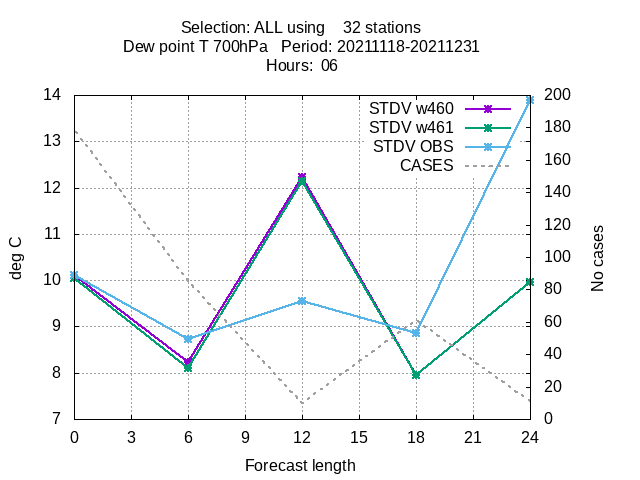 Selection: ALL using    32 stations
Dew point T 700hPa   Period: 20211118-20211231
Hours:  06
14
13
12
11
10
9
8
7
200
180
160
140
120
100
80
60
40
20
0
STDV w460
STDV w461
STDV OBS
CASES
deg C
No cases
0 3 6 9 12 15 18 21 24
Forecast length